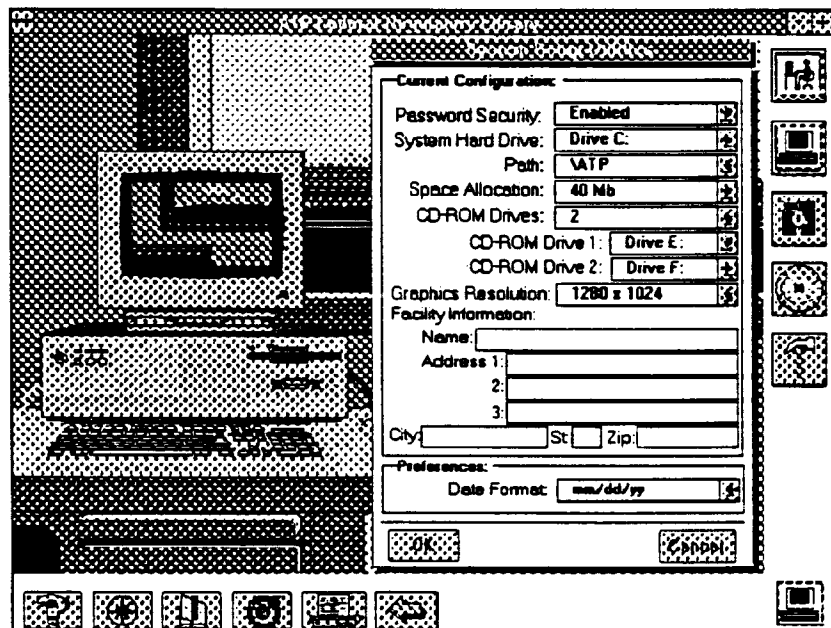 Current Configuration:
Password Security: Enabled
System Hard Drive: Drive C:
Path: \ATP
Space Allocation: 40 Mb
CD-ROM Drives: 2
CD-ROM Drive 1: Drive E:
CD-ROM Drive 2: Drive F:
Graphics Resolution: 1280 x 1024
Facility Information:
Name:
Address 1:
2:
3:
City: St: Zip:
Preferences:
Date Format: mm/dd/yy
OK Cancel